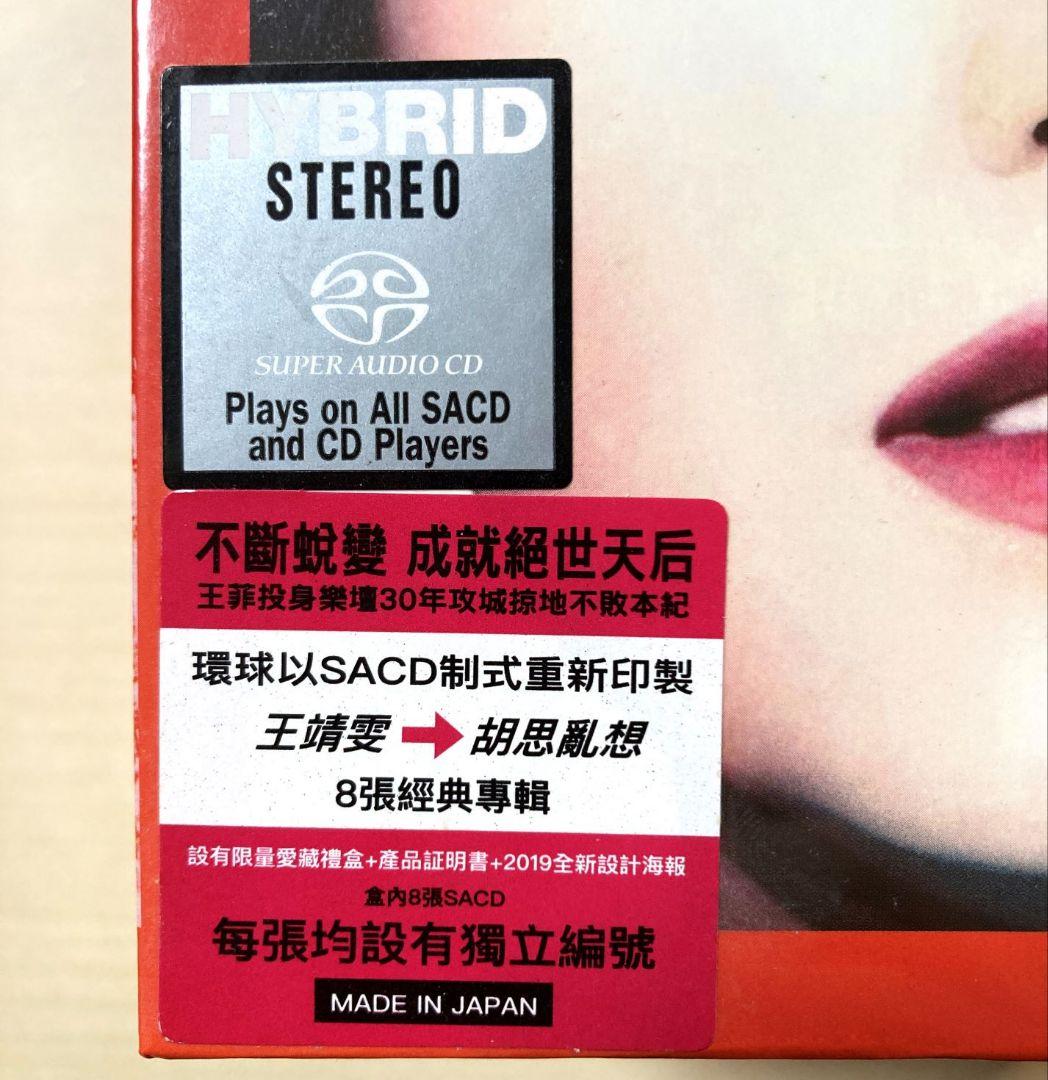 HYBRID
STEREO
SUPER AUDIO CD
Plays on All SACD
and CD Players
不斷蛻變 成就絕世天后
王菲投身樂壇30年攻城掠地不敗本紀
環球以SACD制式重新印製
王靖雯➡胡思亂想
8張經典專輯
設有限量愛藏禮盒+產品証明書+2019全新設計海報
盒內8張SACD
每張均設有獨立編號
MADE IN JAPAN